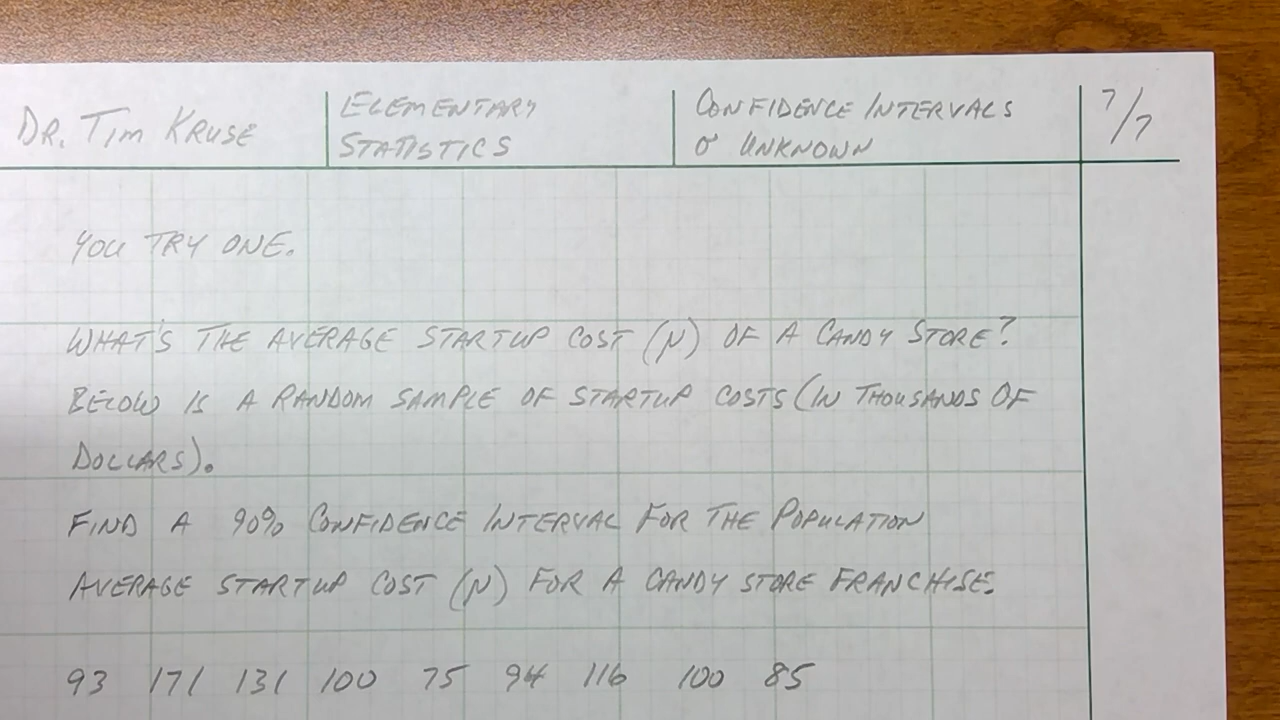 DR. TIM KRUSE
ELEMENTARY
STATISTICS
CONFIDENCE INTERVALS
σ UNKNOWN
7/7
YOU TRY ONE.
WHAT'S THE AVERAGE STARTUP COST (μ) OF A CANDY STORE?
BELOW IS A RANDOM SAMPLE OF STARTUP COSTS (IN THOUSANDS OF
DOLLARS).
FIND A 90% CONFIDENCE INTERVAL FOR THE POPULATION
AVERAGE STARTUP COST (μ) FOR A CANDY STORE FRANCHISE.
93 171 131 100 75 94 116 100 85